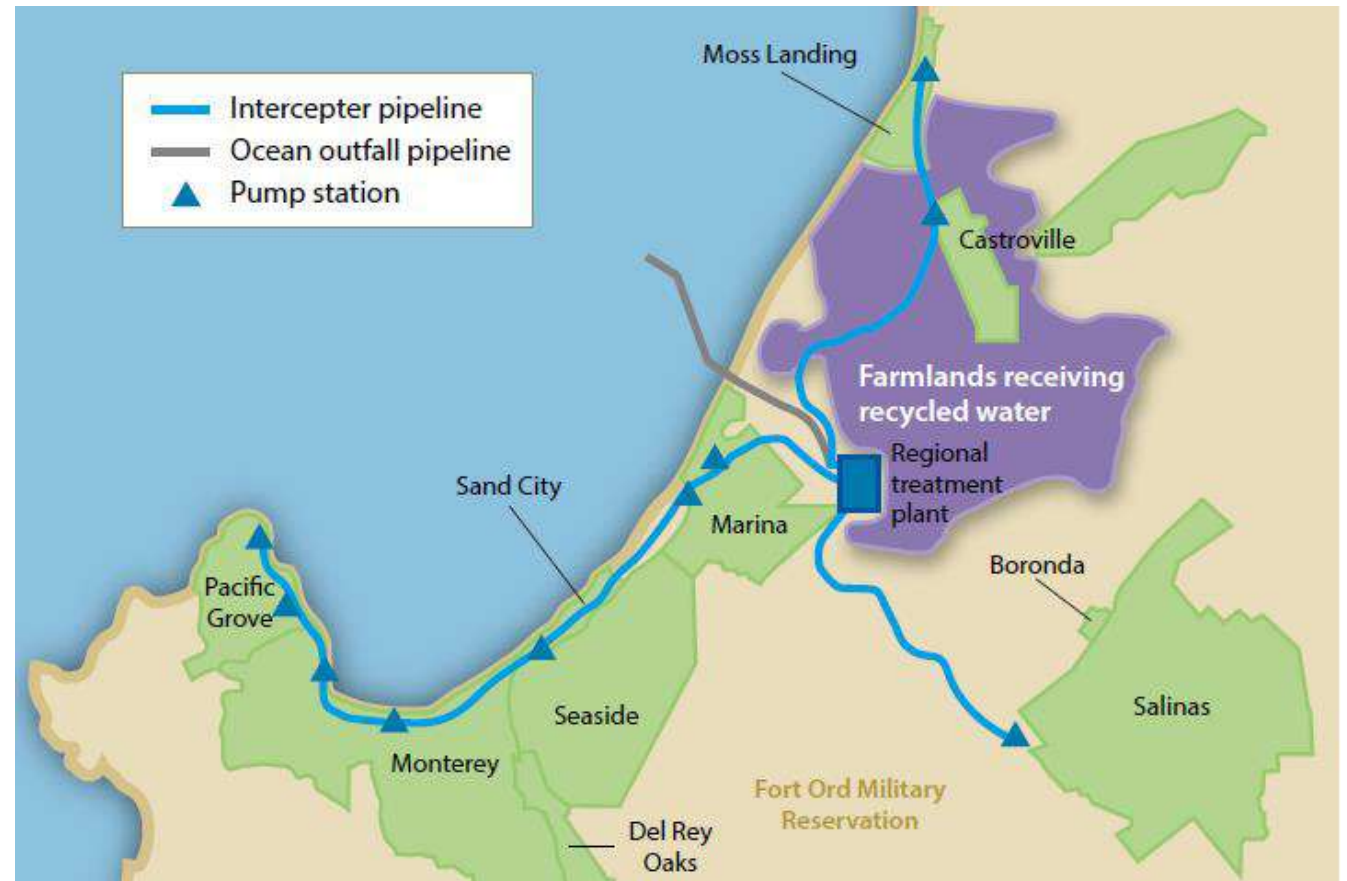 Moss Landing
Intercepter pipeline
Ocean outfall pipeline
Pump station
Castroville
Farmlands receiving
recycled water
Regional
treatment
plant
Sand City
Marina
Boronda
Pacific
Grove
Salinas
Seaside
Monterey
Fort Ord Military
Reservation
Del Rey
Oaks